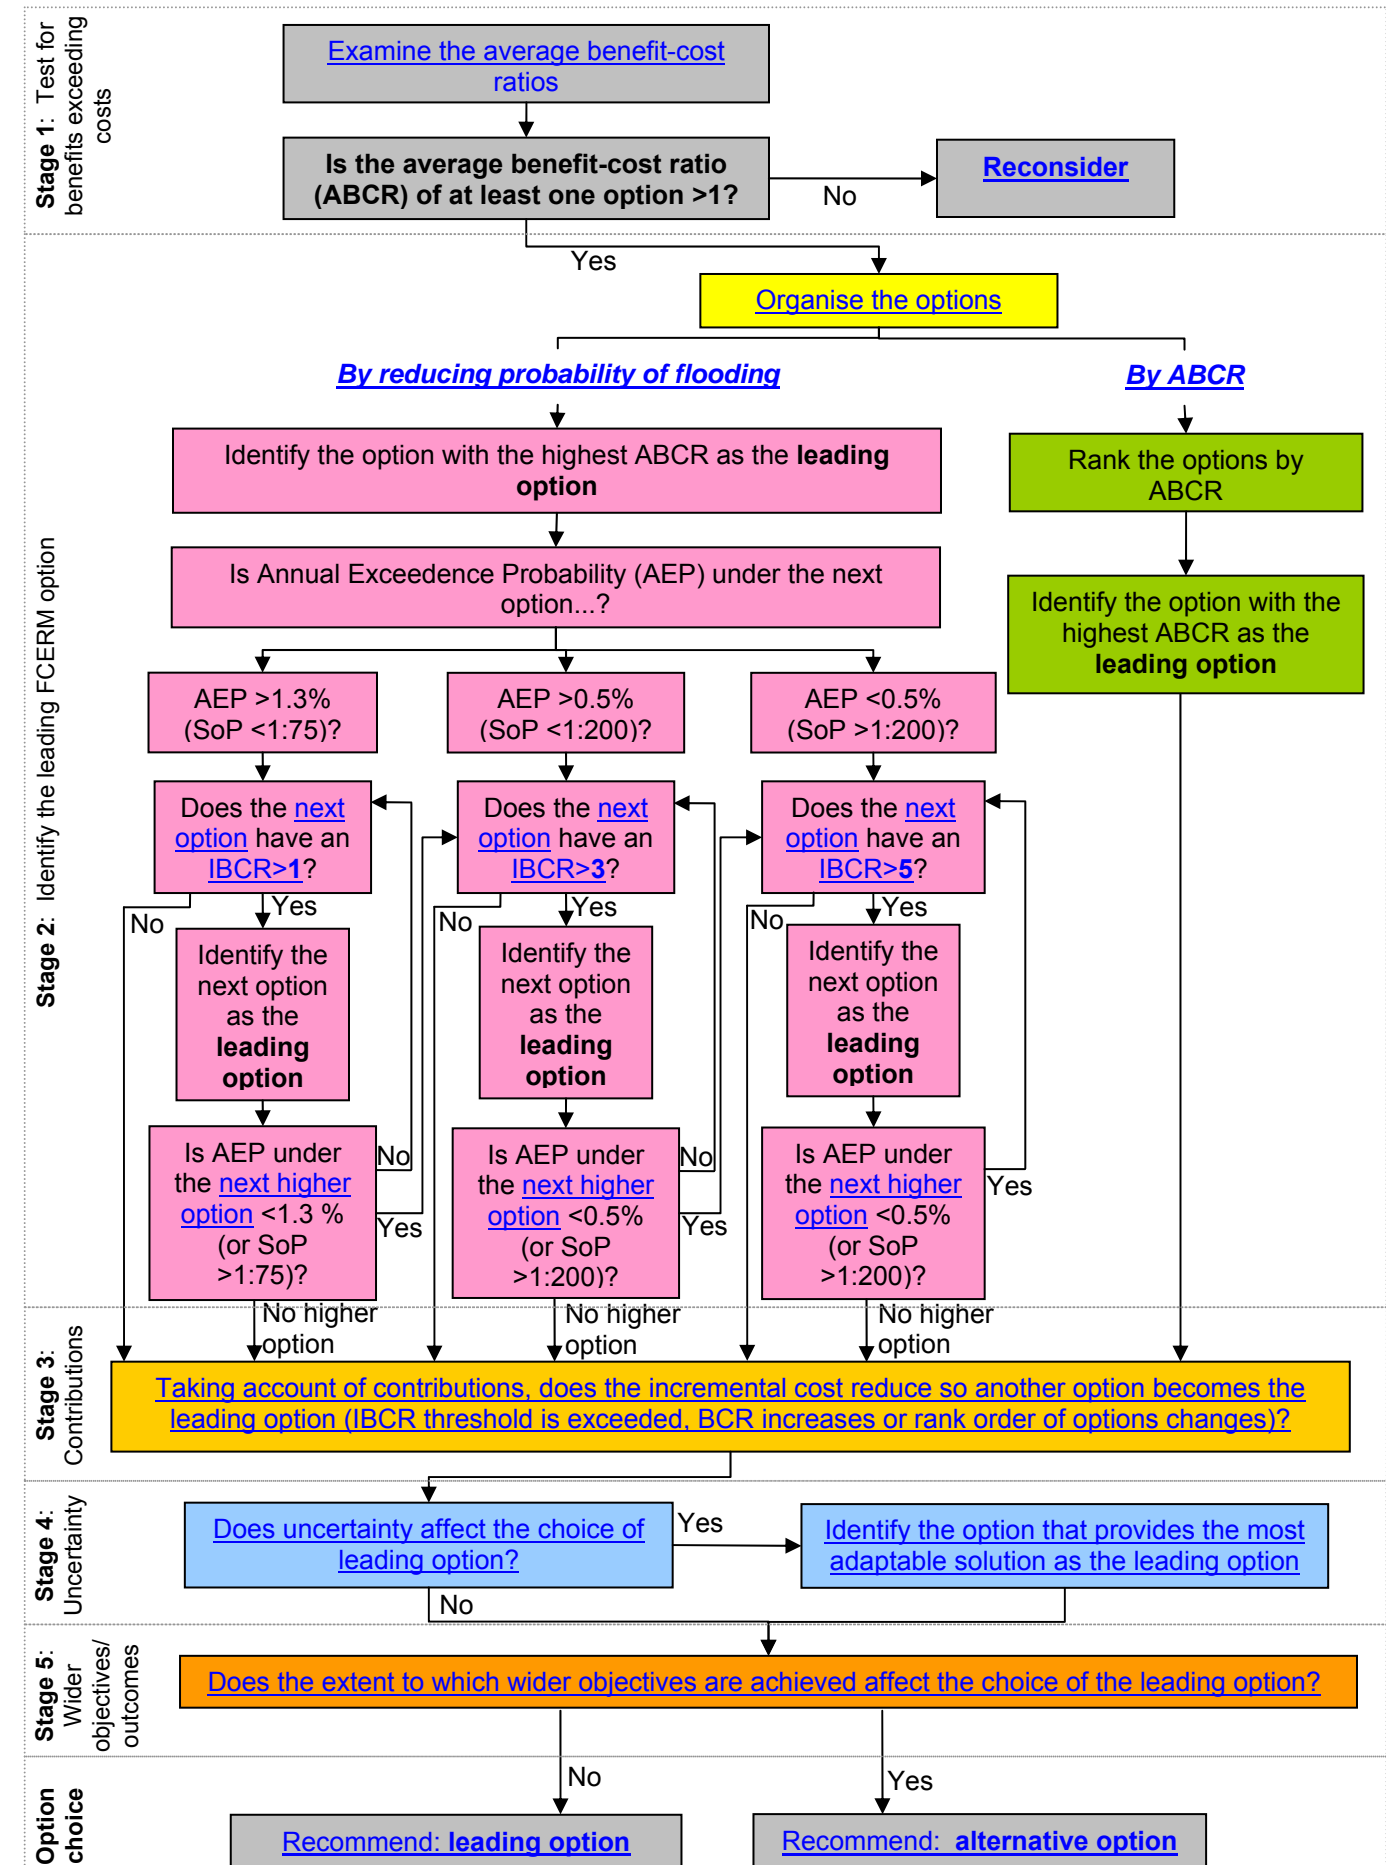 Stage 1: Test for
benefits exceeding
costs
Examine the average benefit-cost
ratios
Is the average benefit-cost ratio
(ABCR) of at least one option >1?
No
Reconsider
Yes
Stage 2: Identify the leading FCERM option
Organise the options
By reducing probability of flooding
By ABCR
Identify the option with the highest ABCR as the leading
option
Rank the options by
ABCR
Is Annual Exceedence Probability (AEP) under the next
option...?
Identify the option with the
highest ABCR as the
leading option
AEP >1.3%
(SoP <1:75)?
AEP >0.5%
(SoP <1:200)?
AEP <0.5%
(SoP >1:200)?
Does the next
option have an
IBCR>1?
Does the next
option have an
IBCR>3?
Does the next
option have an
IBCR>5?
No
Yes
No
Yes
No
Yes
Identify the
next option
as the
leading
option
Identify the
next option
as the
leading
option
Identify the
next option
as the
leading
option
Is AEP under
the next higher
option <1.3 %
(or SoP
>1:75)?
No
Yes
Is AEP under
the next higher
option <0.5%
(or SoP
>1:200)?
No
Yes
Is AEP under
the next higher
option <0.5%
(or SoP
>1:200)?
Yes
No higher
option
No higher
option
No higher
option
Stage 3:
Contributions
Taking account of contributions, does the incremental cost reduce so another option becomes the
leading option (IBCR threshold is exceeded, BCR increases or rank order of options changes)?
Stage 4:
Uncertainty
Does uncertainty affect the choice of
leading option?
Yes
Identify the option that provides the most
adaptable solution as the leading option
No
Stage 5:
Wider
objectives/
outcomes
Does the extent to which wider objectives are achieved affect the choice of the leading option?
No
Yes
Option
choice
Recommend: leading option
Recommend: alternative option